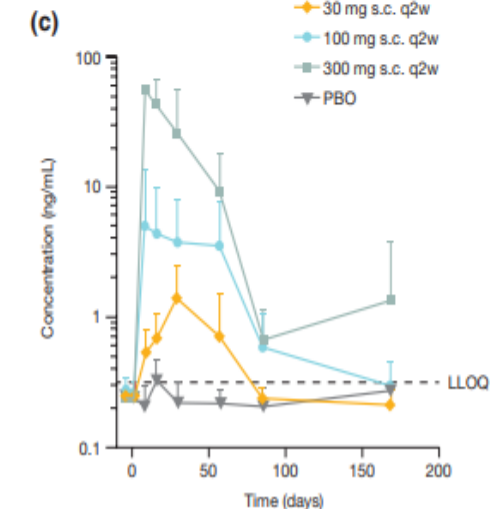 (c)
30 mg s.c. q2w
100 mg s.c. q2w
300 mg s.c. q2w
PBO
Concentration (ng/mL)
100
10
1
0.1
LLOQ
0
50
100
150
200
Time (days)